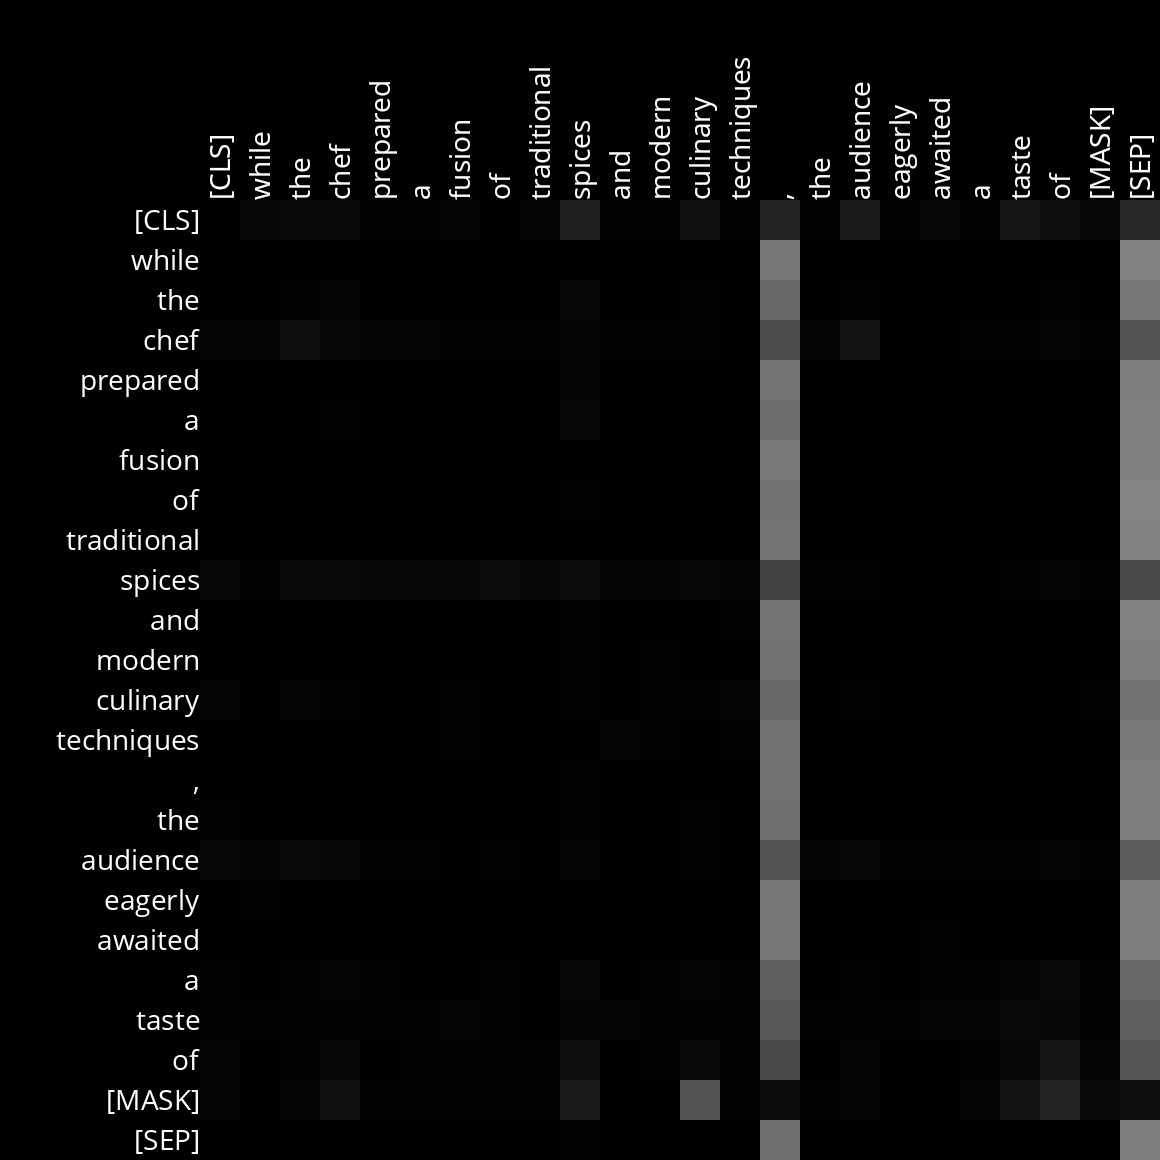 [CLS] while the chef prepared a fusion of traditional spices and modern culinary techniques , the audience eagerly awaited a taste of [MASK] [SEP]
[CLS]
while
the
chef
prepared
a
fusion
of
traditional
spices
and
modern
culinary
techniques
,
the
audience
eagerly
awaited
a
taste
of
[MASK]
[SEP]